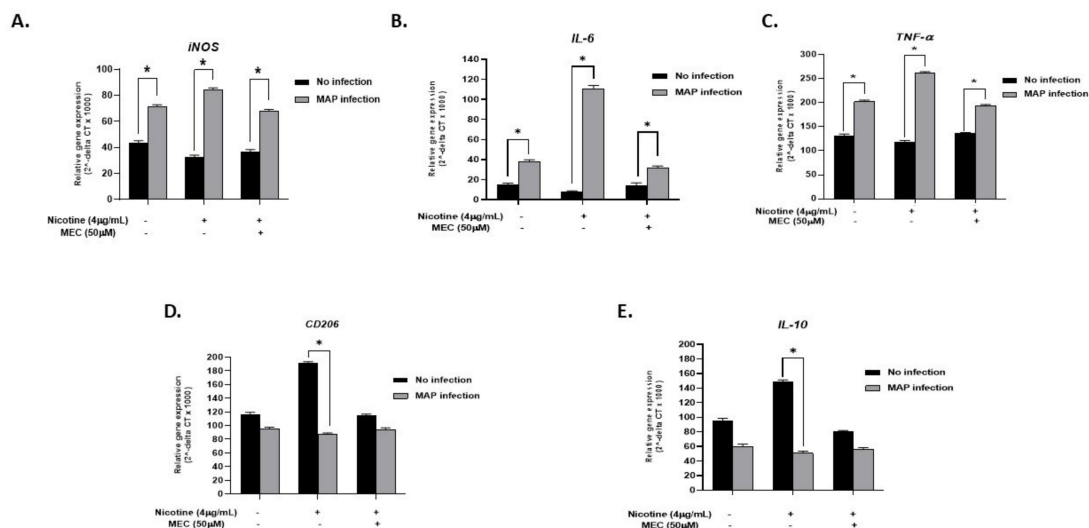 A.
iNOS
Relative gene expression
(2^-delta CT x 1000)
100
80
60
40
20
0
*
*
*
No infection
MAP infection
Nicotine (4µg/mL) - + +
MEC (50µM) - - +
B.
IL-6
Relative gene expression
(2^-delta CT x 1000)
140
120
100
80
60
40
20
0
*
*
*
No infection
MAP infection
Nicotine (4µg/mL) - + +
MEC (50µM) - - +
C.
TNF-α
Relative gene expression
(2^-delta CT x 1000)
300
250
200
150
100
50
0
*
*
*
No infection
MAP infection
Nicotine (4µg/mL) - + +
MEC (50µM) - - +
D.
CD206
Relative gene expression
(2^-delta CT x 1000)
200
180
160
140
120
100
80
60
40
20
0
*
No infection
MAP infection
Nicotine (4µg/mL) - + +
MEC (50µM) - - +
E.
IL-10
Relative gene expression
(2^-delta CT x 1000)
200
180
160
140
120
100
80
60
40
20
0
*
No infection
MAP infection
Nicotine (4µg/mL) - + +
MEC (50µM) - - +